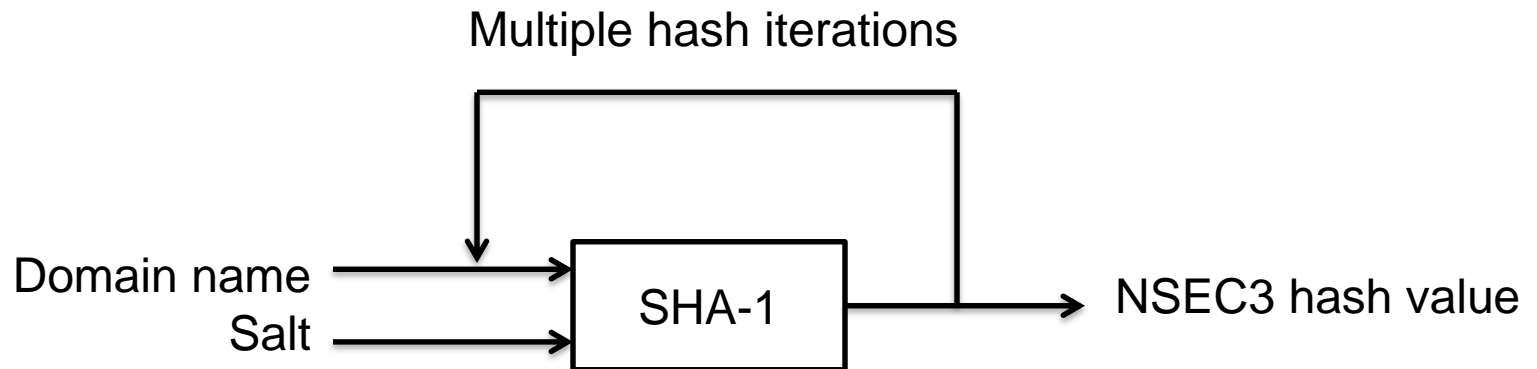 Multiple hash iterations
Domain name
Salt
SHA-1
NSEC3 hash value